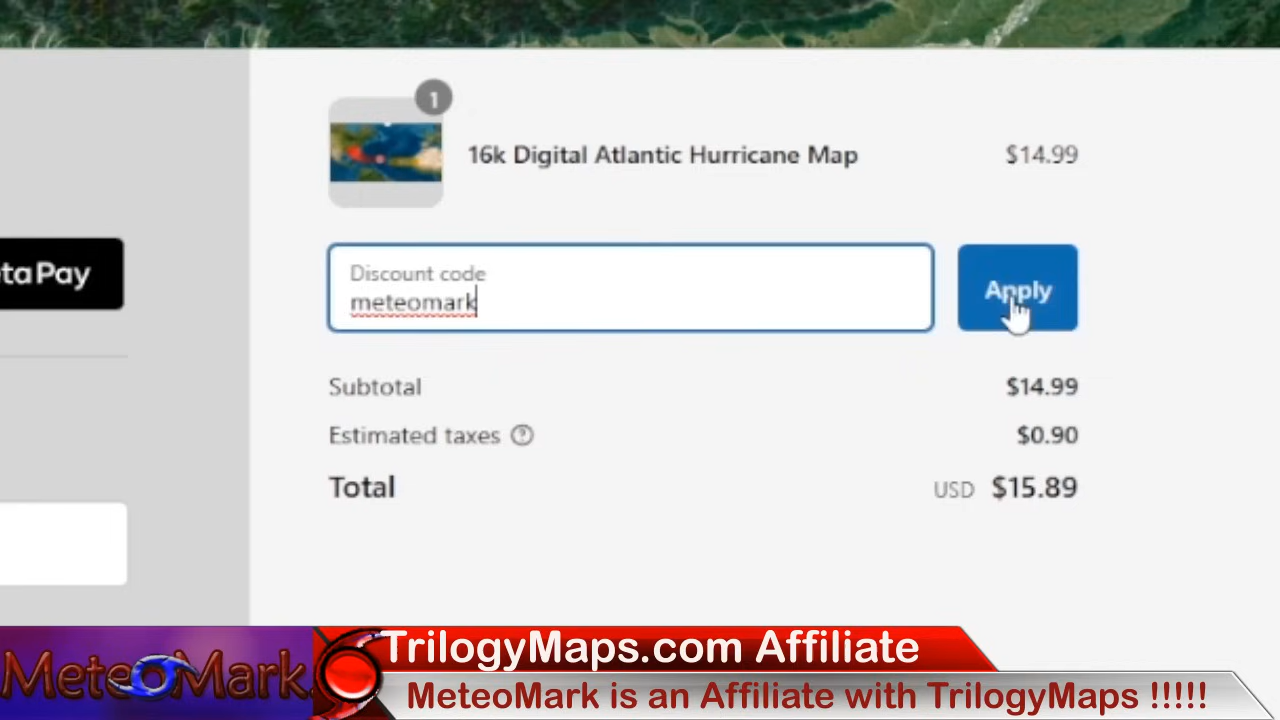 1
16k Digital Atlantic Hurricane Map $14.99
taPay
Discount code
meteomark
Apply
Subtotal $14.99
Estimated taxes ? $0.90
Total USD $15.89
TrilogyMaps.com Affiliate
MeteoMark
MeteoMark is an Affiliate with TrilogyMaps !!!!!